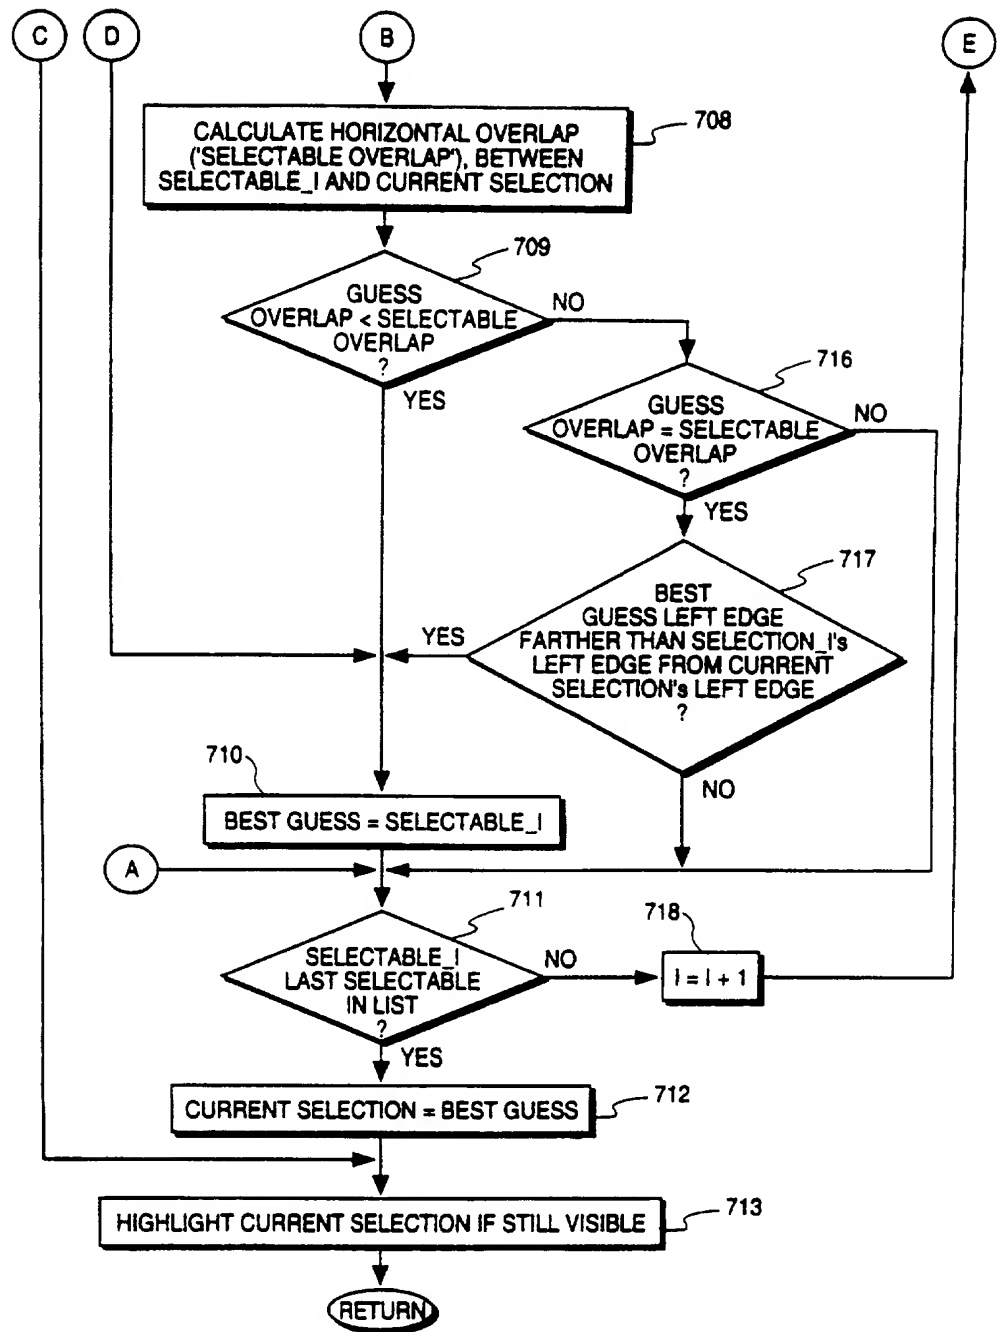 C
D
B
E
CALCULATE HORIZONTAL OVERLAP
('SELECTABLE OVERLAP'), BETWEEN
SELECTABLE_I AND CURRENT SELECTION
708
709
GUESS
OVERLAP < SELECTABLE
OVERLAP
?
NO
YES
716
GUESS
OVERLAP = SELECTABLE
OVERLAP
?
NO
YES
717
BEST
GUESS LEFT EDGE
FARTHER THAN SELECTION_I's
LEFT EDGE FROM CURRENT
SELECTION's LEFT EDGE
?
YES
NO
710
BEST GUESS = SELECTABLE_I
A
711
SELECTABLE_I
LAST SELECTABLE
IN LIST
?
NO
YES
718
I = I + 1
CURRENT SELECTION = BEST GUESS
712
HIGHLIGHT CURRENT SELECTION IF STILL VISIBLE
713
RETURN